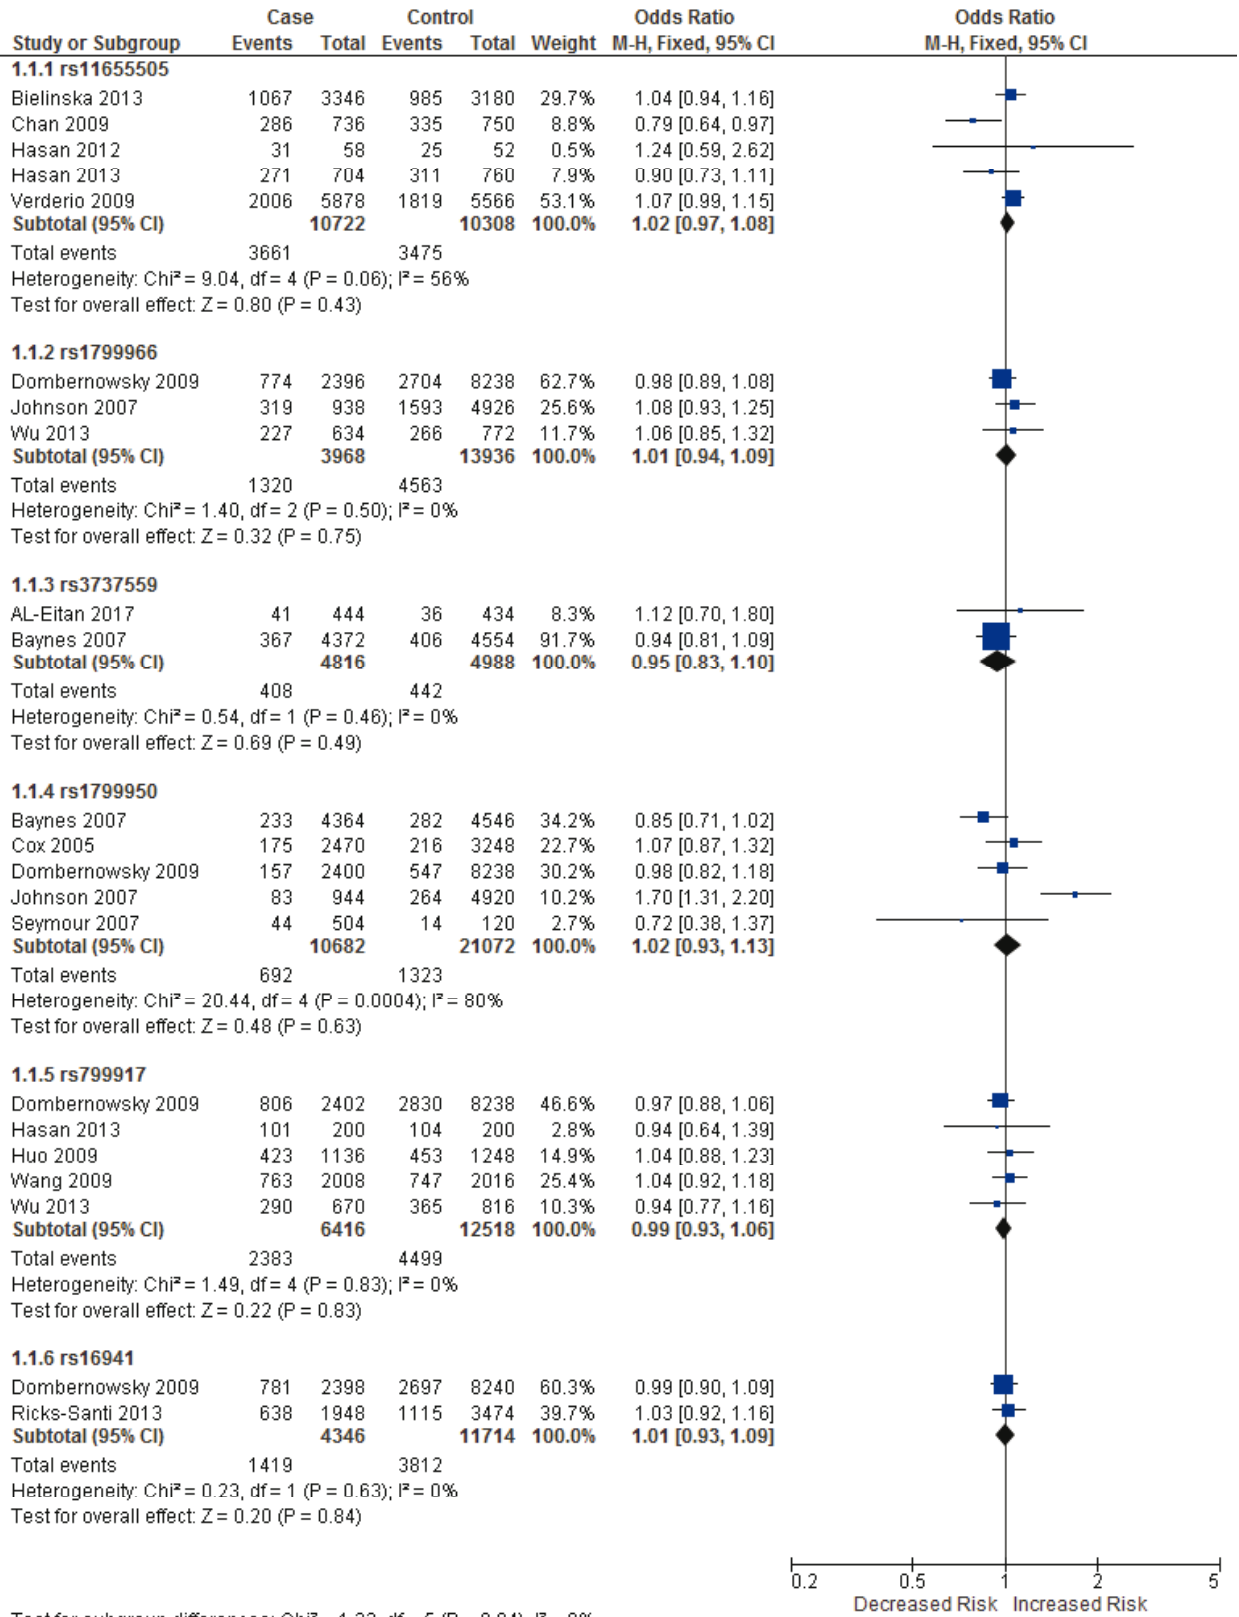 Case Control Odds Ratio Odds Ratio
Study or Subgroup Events Total Events Total Weight M-H, Fixed, 95% CI M-H, Fixed, 95% CI
1.1.1 rs11655505
Bielinska 2013 1067 3346 985 3180 29.7% 1.04 [0.94, 1.16]
Chan 2009 286 736 335 750 8.8% 0.79 [0.64, 0.97]
Hasan 2012 31 58 25 52 0.5% 1.24 [0.59, 2.62]
Hasan 2013 271 704 311 760 7.9% 0.90 [0.73, 1.11]
Verderio 2009 2006 5878 1819 5566 53.1% 1.07 [0.99, 1.15]
Subtotal (95% CI) 10722 10308 100.0% 1.02 [0.97, 1.08]
Total events 3661 3475
Heterogeneity: Chi² = 9.04, df = 4 (P = 0.06); I² = 56%
Test for overall effect: Z = 0.80 (P = 0.43)
1.1.2 rs1799966
Dombernowsky 2009 774 2396 2704 8238 62.7% 0.98 [0.89, 1.08]
Johnson 2007 319 938 1593 4926 25.6% 1.08 [0.93, 1.25]
Wu 2013 227 634 266 772 11.7% 1.06 [0.85, 1.32]
Subtotal (95% CI) 3968 13936 100.0% 1.01 [0.94, 1.09]
Total events 1320 4563
Heterogeneity: Chi² = 1.40, df = 2 (P = 0.50); I² = 0%
Test for overall effect: Z = 0.32 (P = 0.75)
1.1.3 rs3737559
AL-Eitan 2017 41 444 36 434 8.3% 1.12 [0.70, 1.80]
Baynes 2007 367 4372 406 4554 91.7% 0.94 [0.81, 1.09]
Subtotal (95% CI) 4816 4988 100.0% 0.95 [0.83, 1.10]
Total events 408 442
Heterogeneity: Chi² = 0.54, df = 1 (P = 0.46); I² = 0%
Test for overall effect: Z = 0.69 (P = 0.49)
1.1.4 rs1799950
Baynes 2007 233 4364 282 4546 34.2% 0.85 [0.71, 1.02]
Cox 2005 175 2470 216 3248 22.7% 1.07 [0.87, 1.32]
Dombernowsky 2009 157 2400 547 8238 30.2% 0.98 [0.82, 1.18]
Johnson 2007 83 944 264 4920 10.2% 1.70 [1.31, 2.20]
Seymour 2007 44 504 14 120 2.7% 0.72 [0.38, 1.37]
Subtotal (95% CI) 10682 21072 100.0% 1.02 [0.93, 1.13]
Total events 692 1323
Heterogeneity: Chi² = 20.44, df = 4 (P = 0.0004); I² = 80%
Test for overall effect: Z = 0.48 (P = 0.63)
1.1.5 rs799917
Dombernowsky 2009 806 2402 2830 8238 46.6% 0.97 [0.88, 1.06]
Hasan 2013 101 200 104 200 2.8% 0.94 [0.64, 1.39]
Huo 2009 423 1136 453 1248 14.9% 1.04 [0.88, 1.23]
Wang 2009 763 2008 747 2016 25.4% 1.04 [0.92, 1.18]
Wu 2013 290 670 365 816 10.3% 0.94 [0.77, 1.16]
Subtotal (95% CI) 6416 12518 100.0% 0.99 [0.93, 1.06]
Total events 2383 4499
Heterogeneity: Chi² = 1.49, df = 4 (P = 0.83); I² = 0%
Test for overall effect: Z = 0.22 (P = 0.83)
1.1.6 rs16941
Dombernowsky 2009 781 2398 2697 8240 60.3% 0.99 [0.90, 1.09]
Ricks-Santi 2013 638 1948 1115 3474 39.7% 1.03 [0.92, 1.16]
Subtotal (95% CI) 4346 11714 100.0% 1.01 [0.93, 1.09]
Total events 1419 3812
Heterogeneity: Chi² = 0.23, df = 1 (P = 0.63); I² = 0%
Test for overall effect: Z = 0.20 (P = 0.84)
0.2 0.5 1 2 5
Decreased Risk Increased Risk